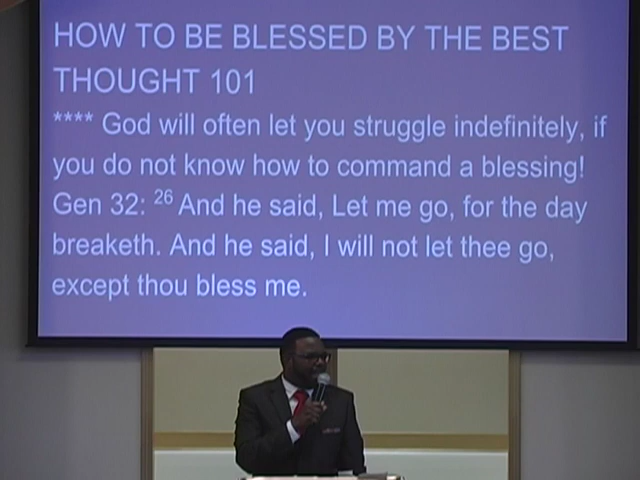 HOW TO BE BLESSED BY THE BEST
THOUGHT 101
**** God will often let you struggle indefinitely, if
you do not know how to command a blessing!
Gen 32: 26 And he said, Let me go, for the day
breaketh. And he said, I will not let thee go,
except thou bless me.